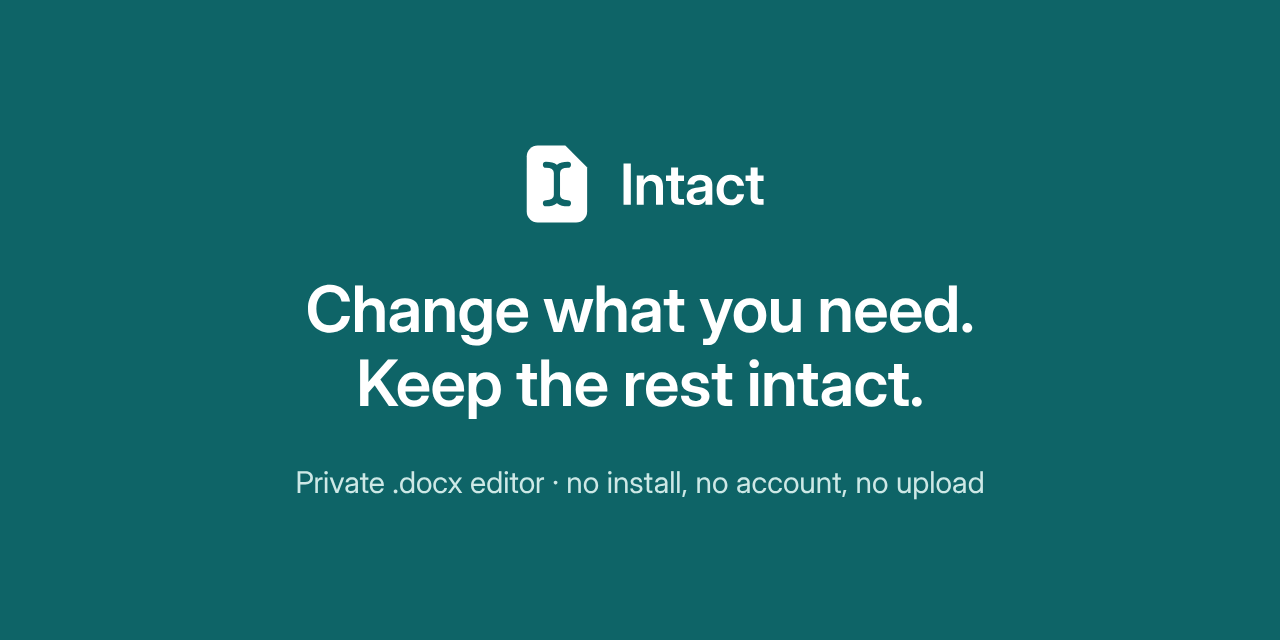 Intact
Change what you need.
Keep the rest intact.
Private .docx editor · no install, no account, no upload